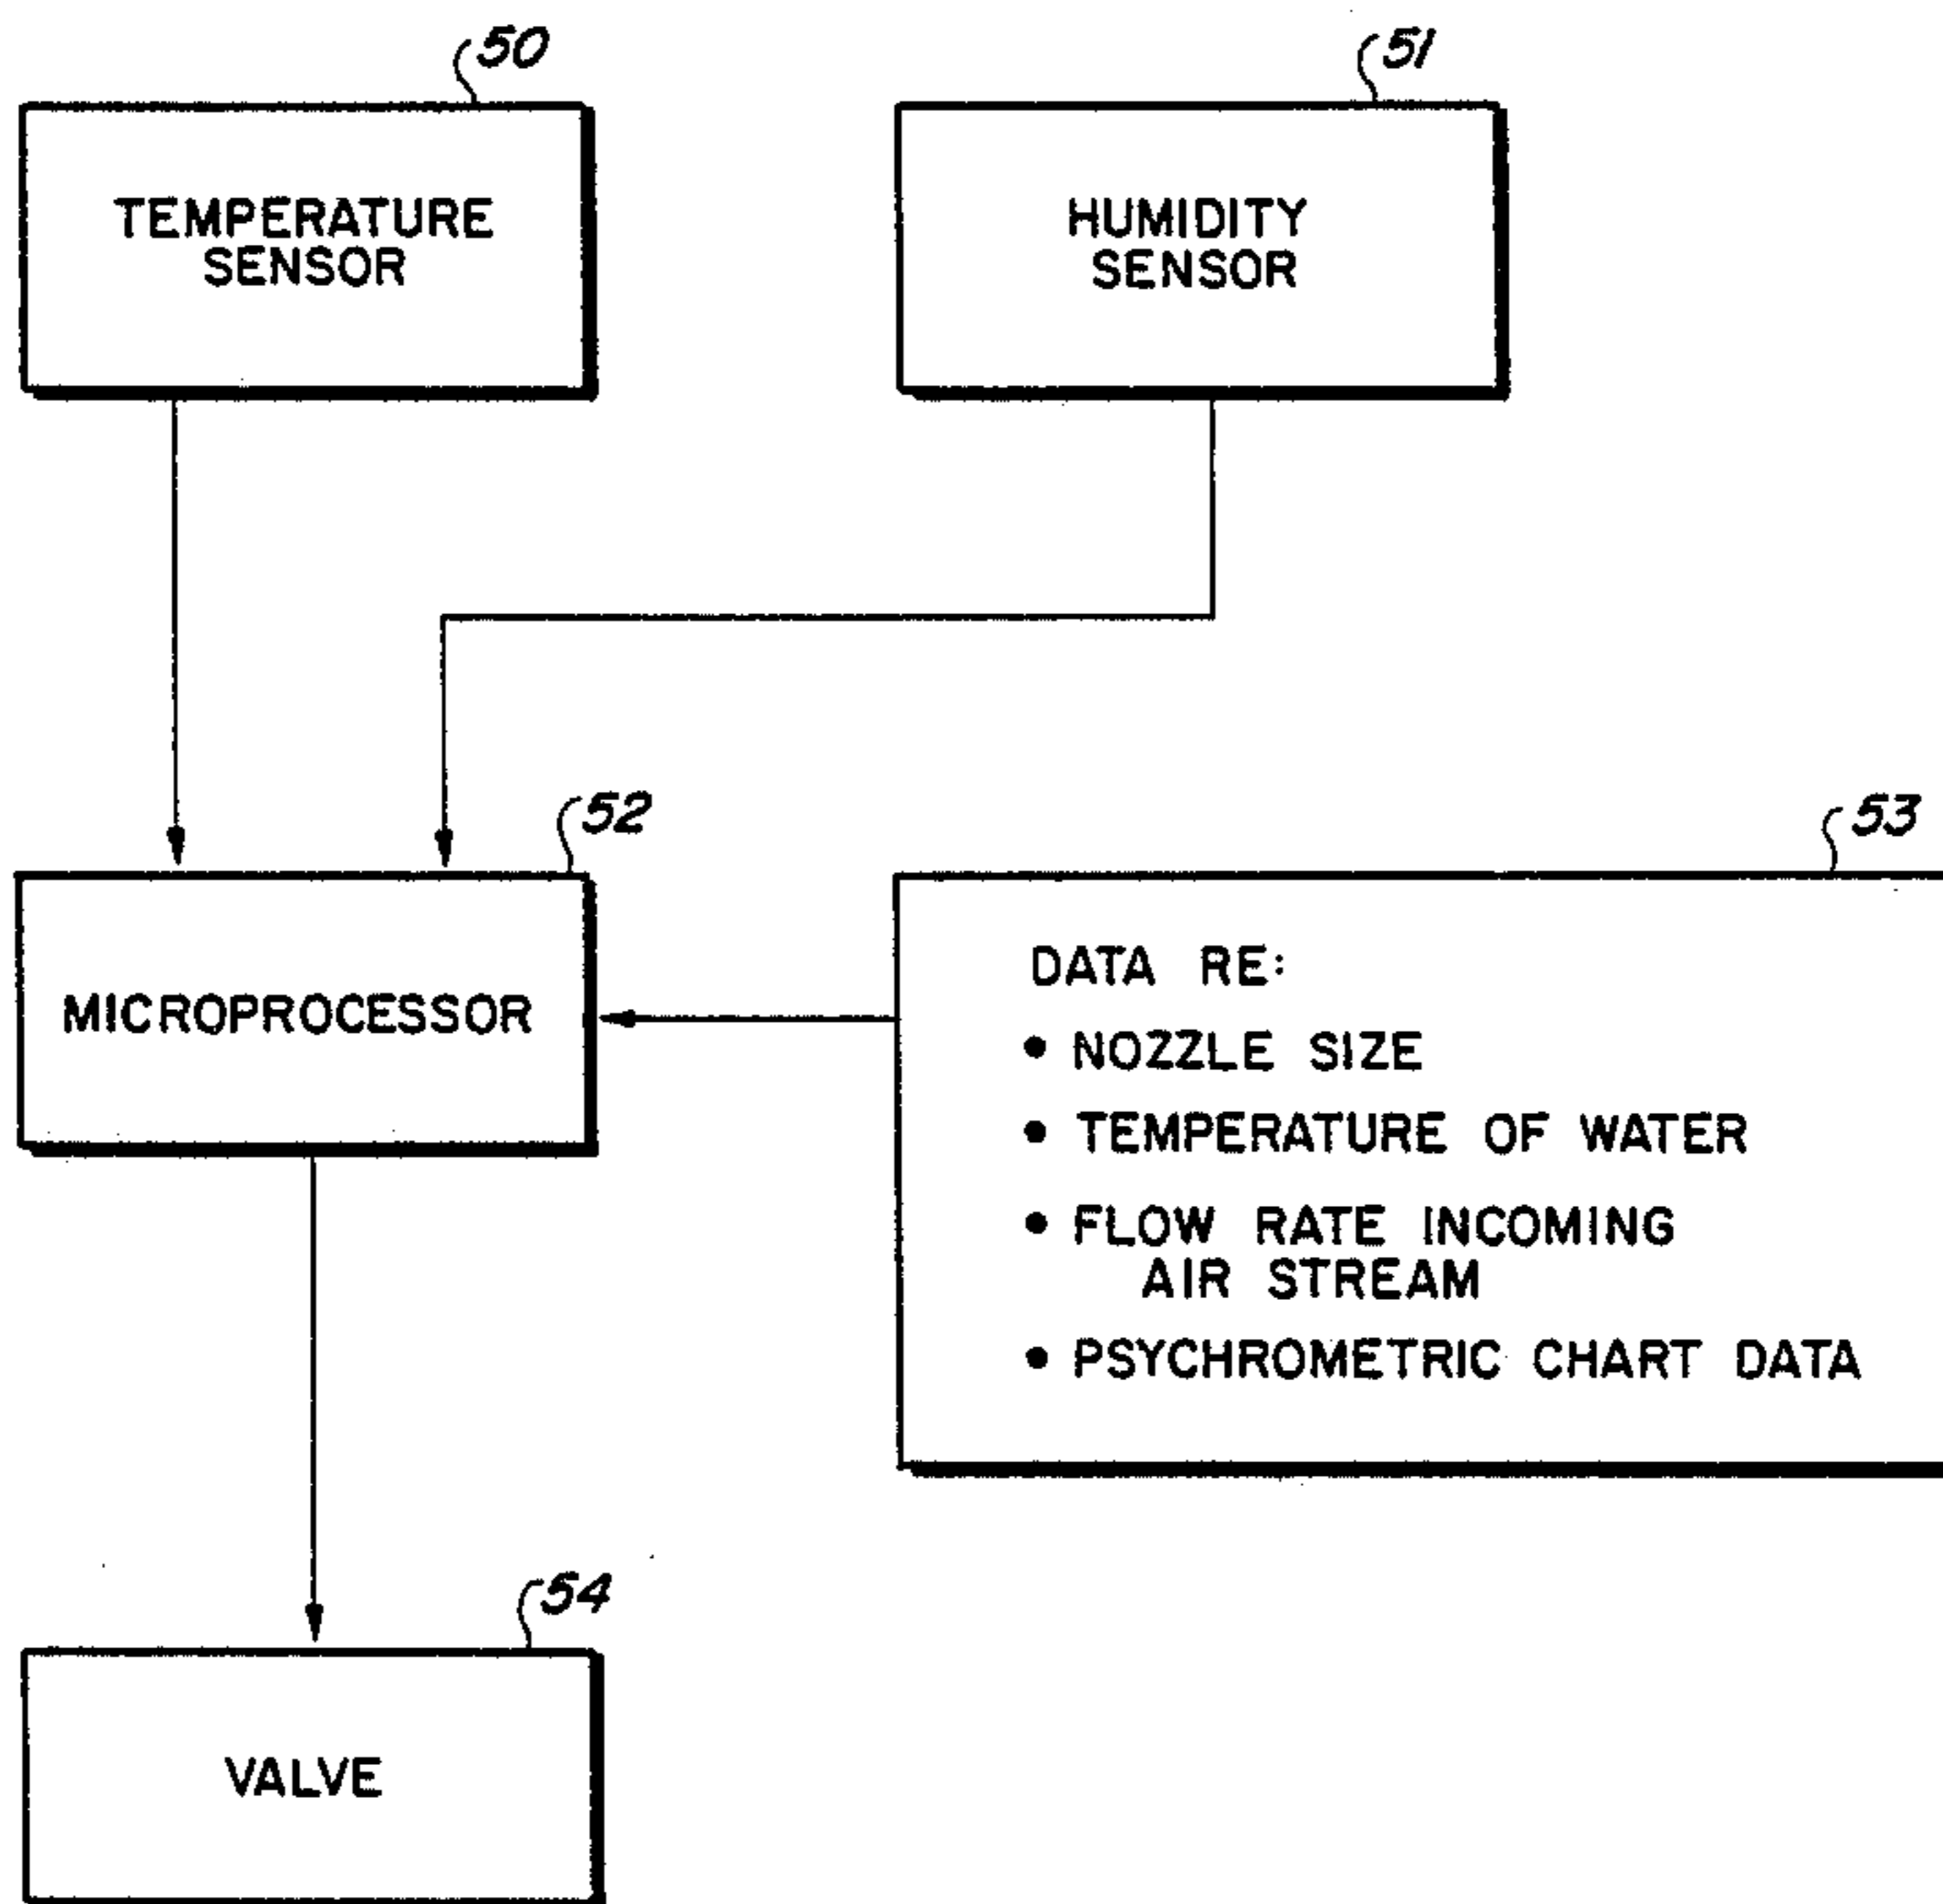 50
51
TEMPERATURE
SENSOR
HUMIDITY
SENSOR
52
53
MICROPROCESSOR
DATA RE:
• NOZZLE SIZE
• TEMPERATURE OF WATER
• FLOW RATE INCOMING
AIR STREAM
• PSYCHROMETRIC CHART DATA
54
VALVE